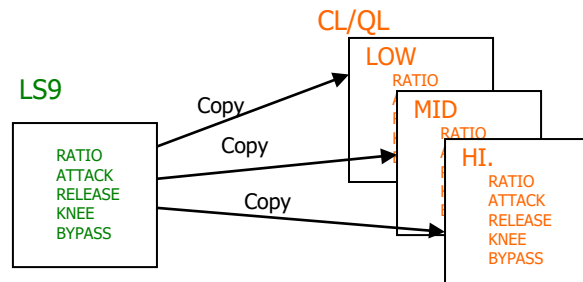 CL/QL
LOW
RATIO
LS9
Copy
MID
RATIO
Copy
HI.
RATIO
ATTACK
RELEASE
KNEE
BYPASS
RATIO
ATTACK
RELEASE
KNEE
BYPASS
Copy